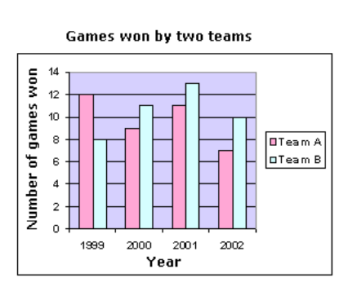 Games won by two teams
Number of games won
14
12
10
8
6
4
2
0
1999 2000 2001 2002
Year
Team A
Team B